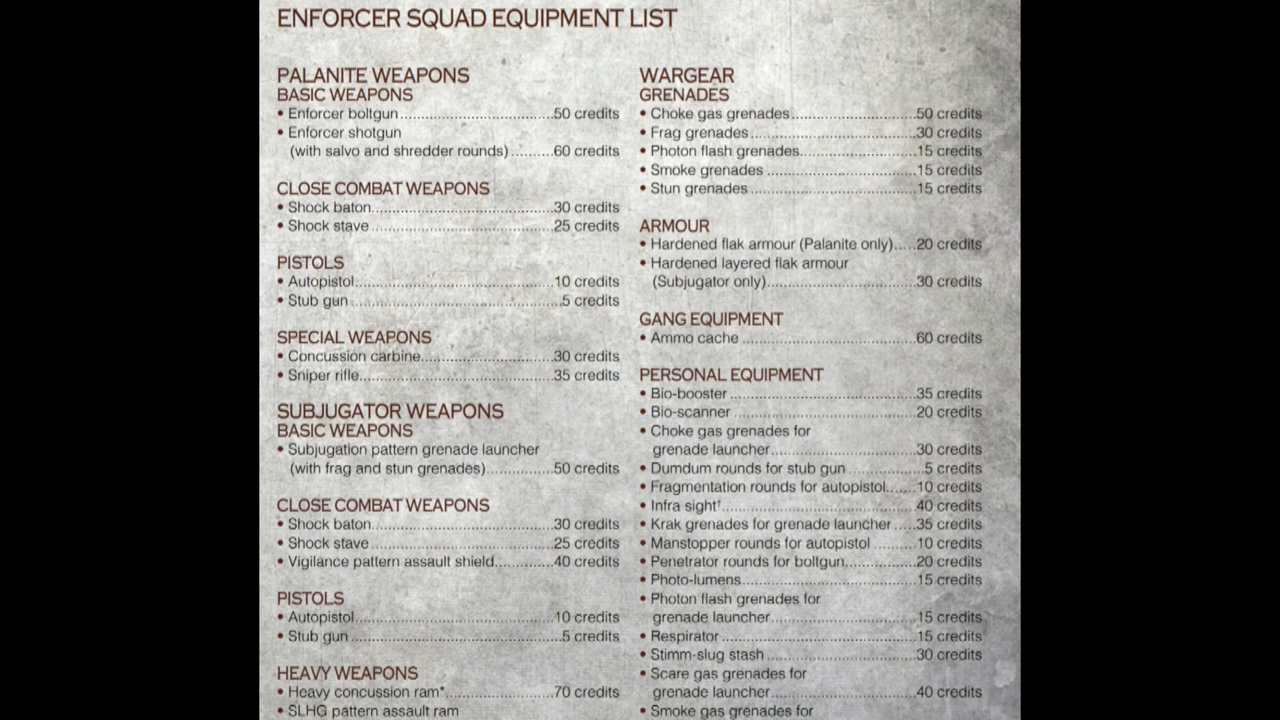 ENFORCER SQUAD EQUIPMENT LIST
PALANITE WEAPONS
BASIC WEAPONS
• Enforcer boltgun..................................50 credits
• Enforcer shotgun
(with salvo and shredder rounds)..........60 credits
CLOSE COMBAT WEAPONS
• Shock baton........................................30 credits
• Shock stave........................................25 credits
PISTOLS
• Autopistol............................................10 credits
• Stub gun..............................................5 credits
SPECIAL WEAPONS
• Concussion carbine.............................30 credits
• Sniper rifle...........................................35 credits
SUBJUGATOR WEAPONS
BASIC WEAPONS
• Subjugation pattern grenade launcher
(with frag and stun grenades)...............50 credits
CLOSE COMBAT WEAPONS
• Shock baton........................................30 credits
• Shock stave........................................25 credits
• Vigilance pattern assault shield.............40 credits
PISTOLS
• Autopistol............................................10 credits
• Stub gun..............................................5 credits
HEAVY WEAPONS
• Heavy concussion ram*........................70 credits
• SLHG pattern assault ram
WARGEAR
GRENADES
• Choke gas grenades...........................50 credits
• Frag grenades.....................................30 credits
• Photon flash grenades.........................15 credits
• Smoke grenades.................................15 credits
• Stun grenades.....................................15 credits
ARMOUR
• Hardened flak armour (Palanite only).....20 credits
• Hardened layered flak armour
(Subjugator only).................................30 credits
GANG EQUIPMENT
• Ammo cache......................................60 credits
PERSONAL EQUIPMENT
• Bio-booster.........................................35 credits
• Bio-scanner........................................20 credits
• Choke gas grenades for
grenade launcher................................30 credits
• Dumdum rounds for stub gun................5 credits
• Fragmentation rounds for autopistol.......10 credits
• Infra sight†..........................................40 credits
• Krak grenades for grenade launcher.....35 credits
• Manstopper rounds for autopistol..........10 credits
• Penetrator rounds for boltgun................20 credits
• Photo-lumens......................................15 credits
• Photon flash grenades for
grenade launcher................................15 credits
• Respirator...........................................15 credits
• Stimm-slug stash.................................30 credits
• Scare gas grenades for
grenade launcher................................40 credits
• Smoke gas grenades for